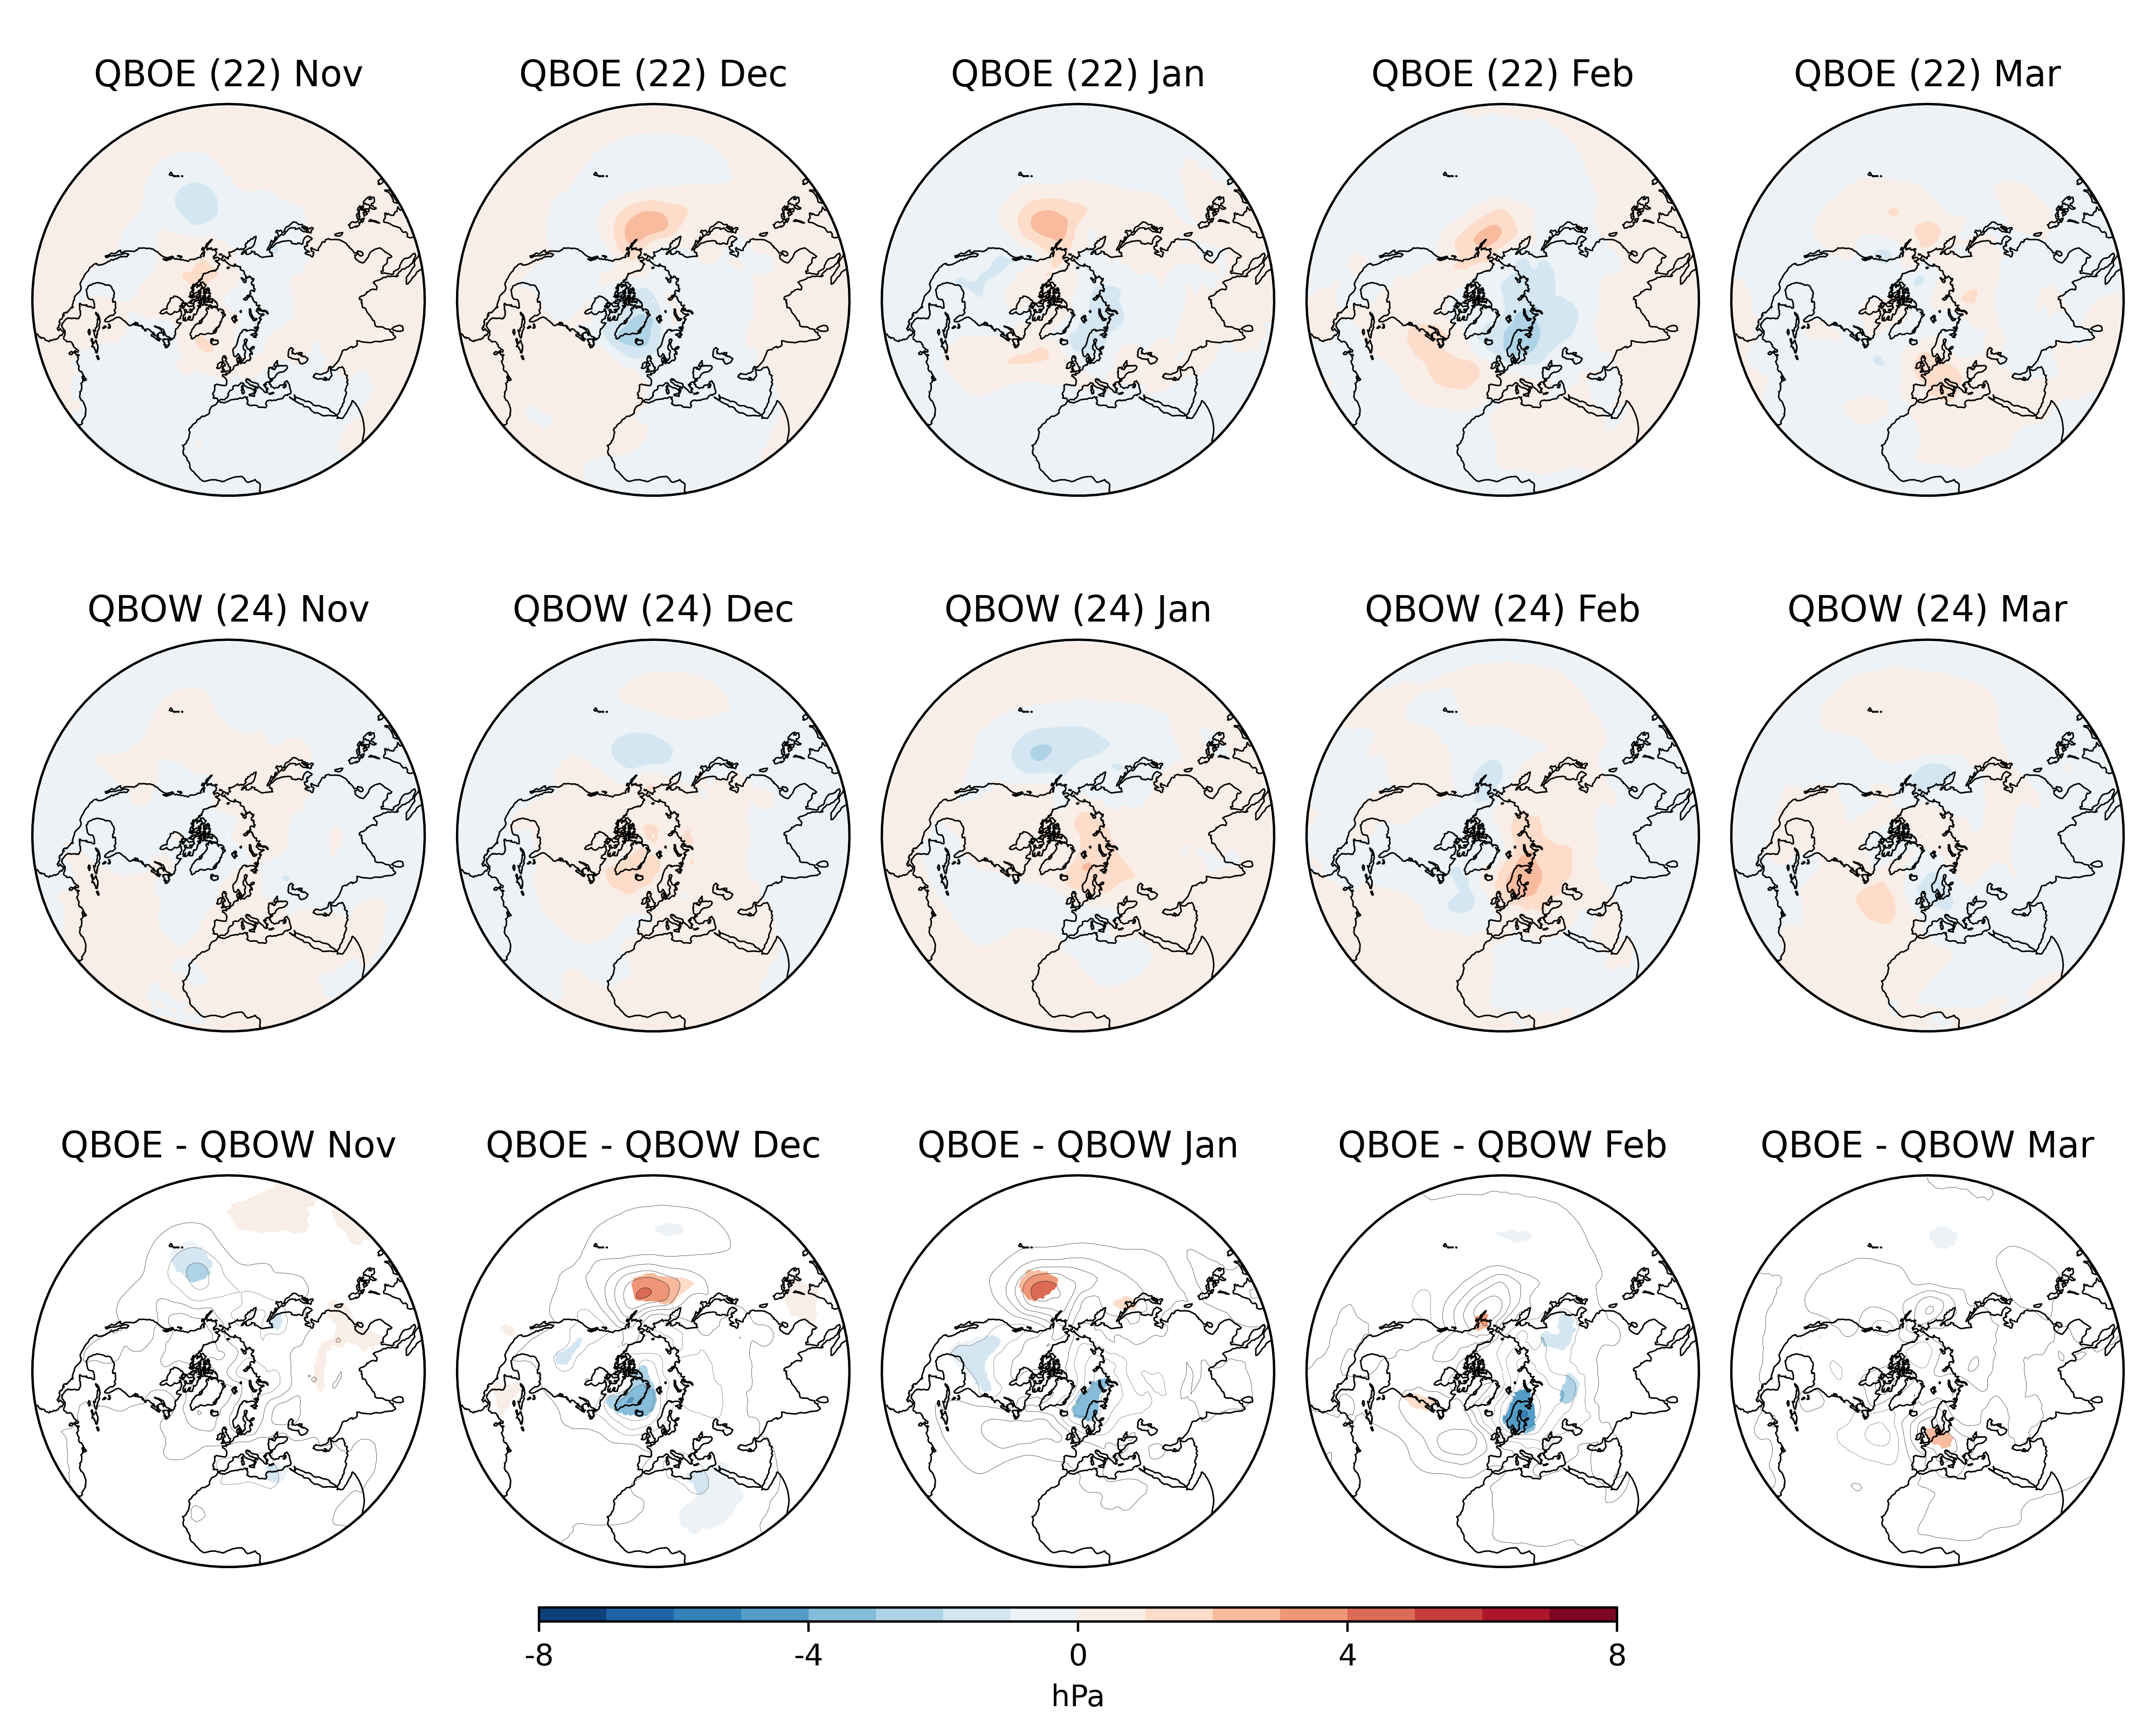 QBOE (22) Nov
QBOE (22) Dec
QBOE (22) Jan
QBOE (22) Feb
QBOE (22) Mar
QBOW (24) Nov
QBOW (24) Dec
QBOW (24) Jan
QBOW (24) Feb
QBOW (24) Mar
QBOE - QBOW Nov
QBOE - QBOW Dec
QBOE - QBOW Jan
QBOE - QBOW Feb
QBOE - QBOW Mar
-8 -4 0 4 8
hPa